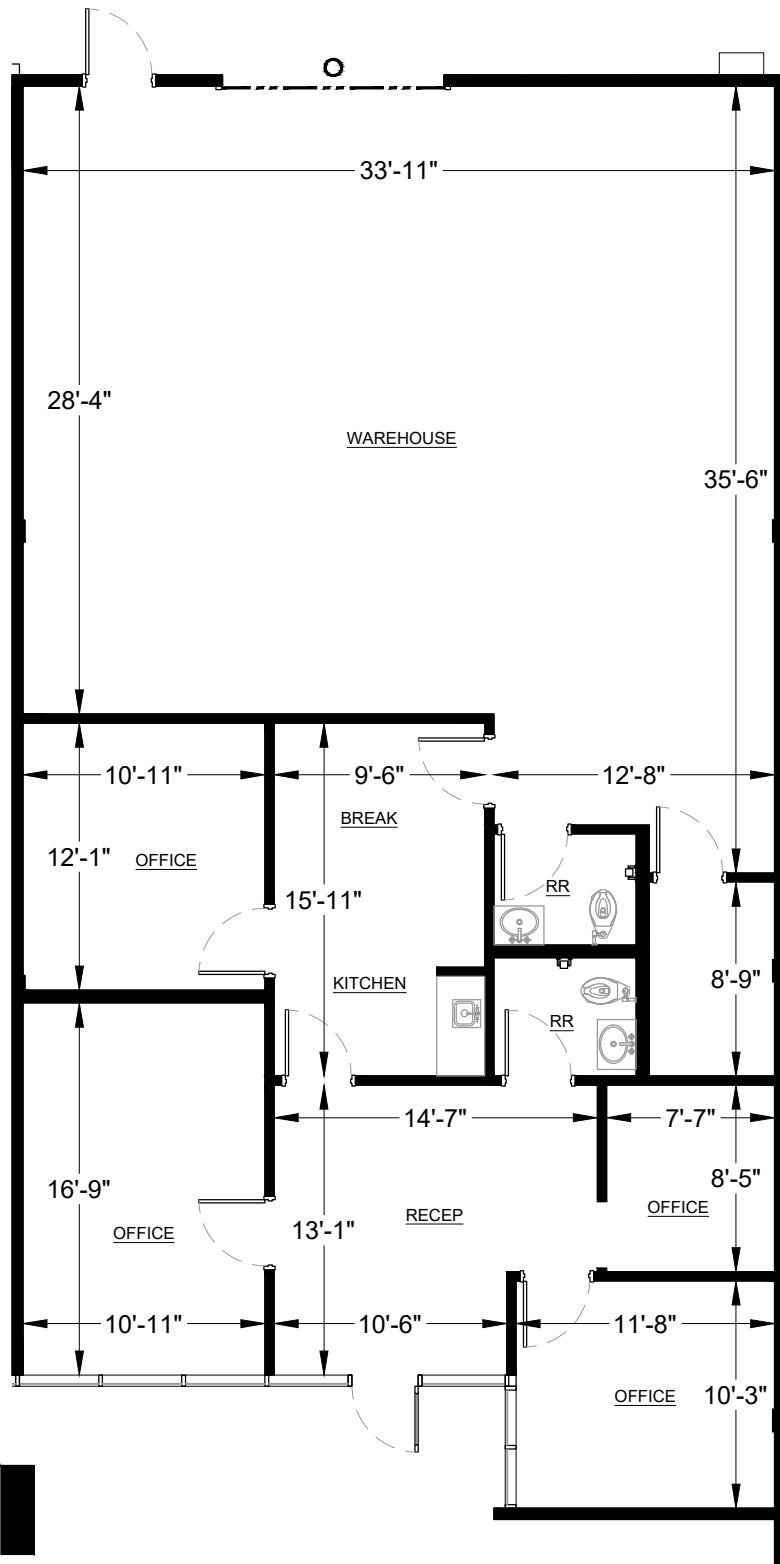 33'-11"
28'-4"
WAREHOUSE
35'-6"
10'-11"
9'-6"
12'-8"
BREAK
12'-1"
OFFICE
15'-11"
RR
KITCHEN
8'-9"
RR
14'-7"
7'-7"
16'-9"
8'-5"
OFFICE
RECEP
OFFICE
13'-1"
10'-11"
10'-6"
11'-8"
OFFICE
10'-3"